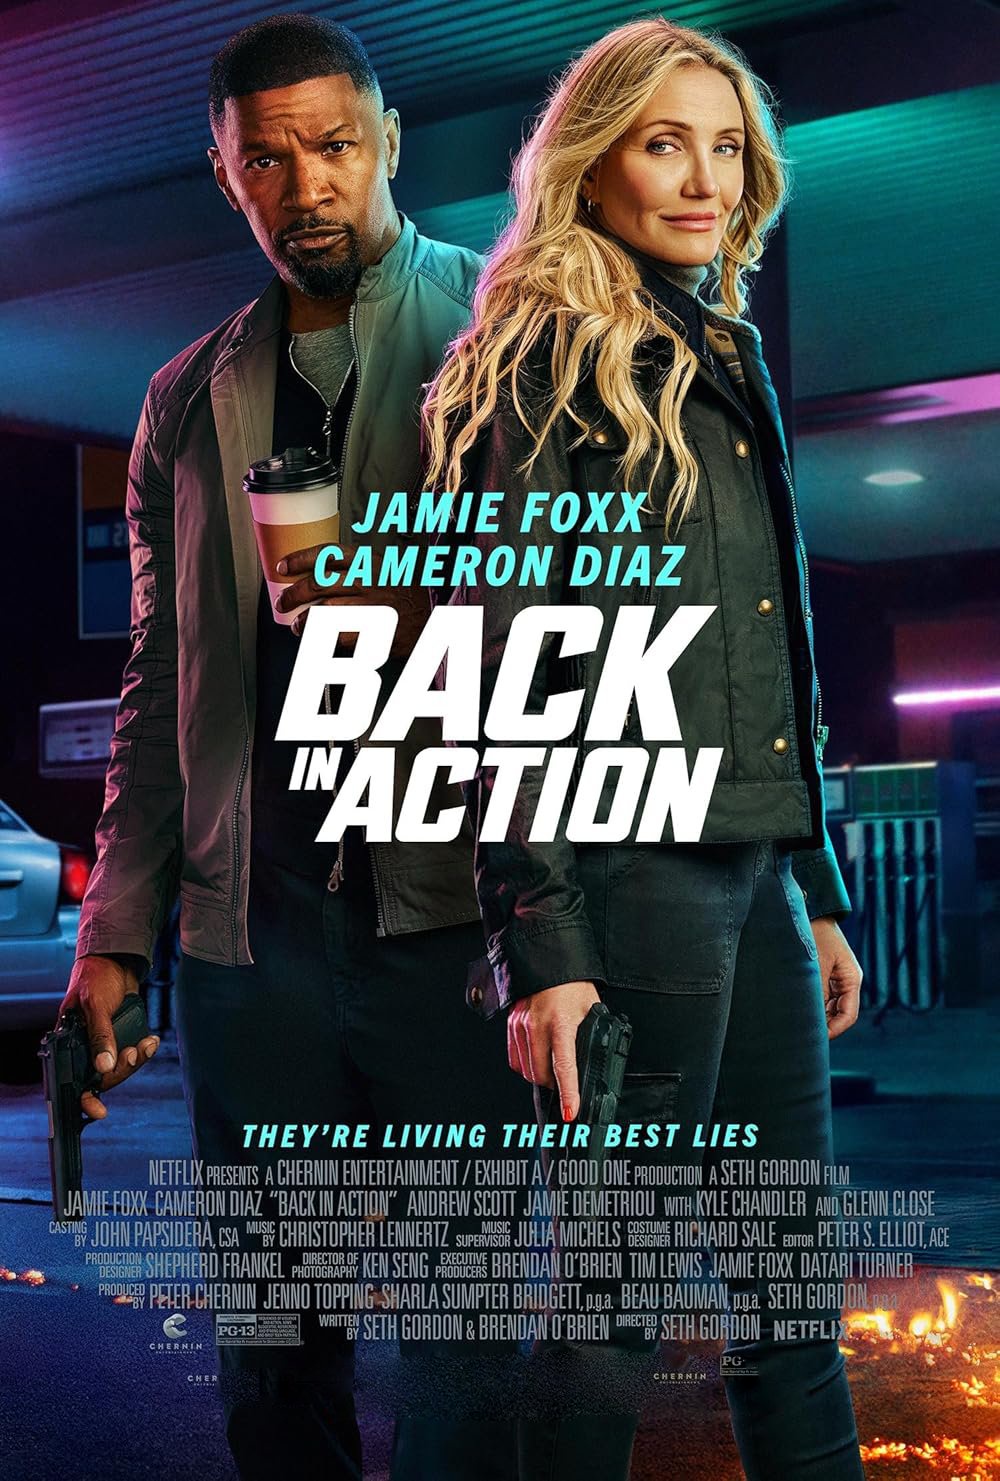 JAMIE FOXX
CAMERON DIAZ
BACK
IN ACTION
THEY'RE LIVING THEIR BEST LIES
NETFLIX PRESENTS A CHERNIN ENTERTAINMENT / EXHIBIT A / GOOD ONE PRODUCTION A SETH GORDON FILM
JAMIE FOXX CAMERON DIAZ "BACK IN ACTION" ANDREW SCOTT JAMIE DEMETRIOU WITH KYLE CHANDLER AND GLENN CLOSE
CASTING BY JOHN PAPSIDERA, CSA MUSIC BY CHRISTOPHER LENNERTZ MUSIC SUPERVISOR JULIA MICHELS COSTUME DESIGNER RICHARD SALE EDITOR PETER S. ELLIOT, ACE
PRODUCTION DESIGNER SHEPHERD FRANKEL DIRECTOR OF PHOTOGRAPHY KEN SENG EXECUTIVE PRODUCERS BRENDAN O'BRIEN TIM LEWIS JAMIE FOXX DATARI TURNER
PRODUCED BY PETER CHERNIN JENNO TOPPING SHARLA SUMPTER BRIDGETT, p.g.a. BEAU BAUMAN, p.g.a. SETH GORDON p.g.a.
WRITTEN BY SETH GORDON & BRENDAN O'BRIEN DIRECTED BY SETH GORDON NETFLIX
CHERNIN
ENTERTAINMENT
PG-13
CHER
CHERNIN
ENTERTAINMENT
PG-